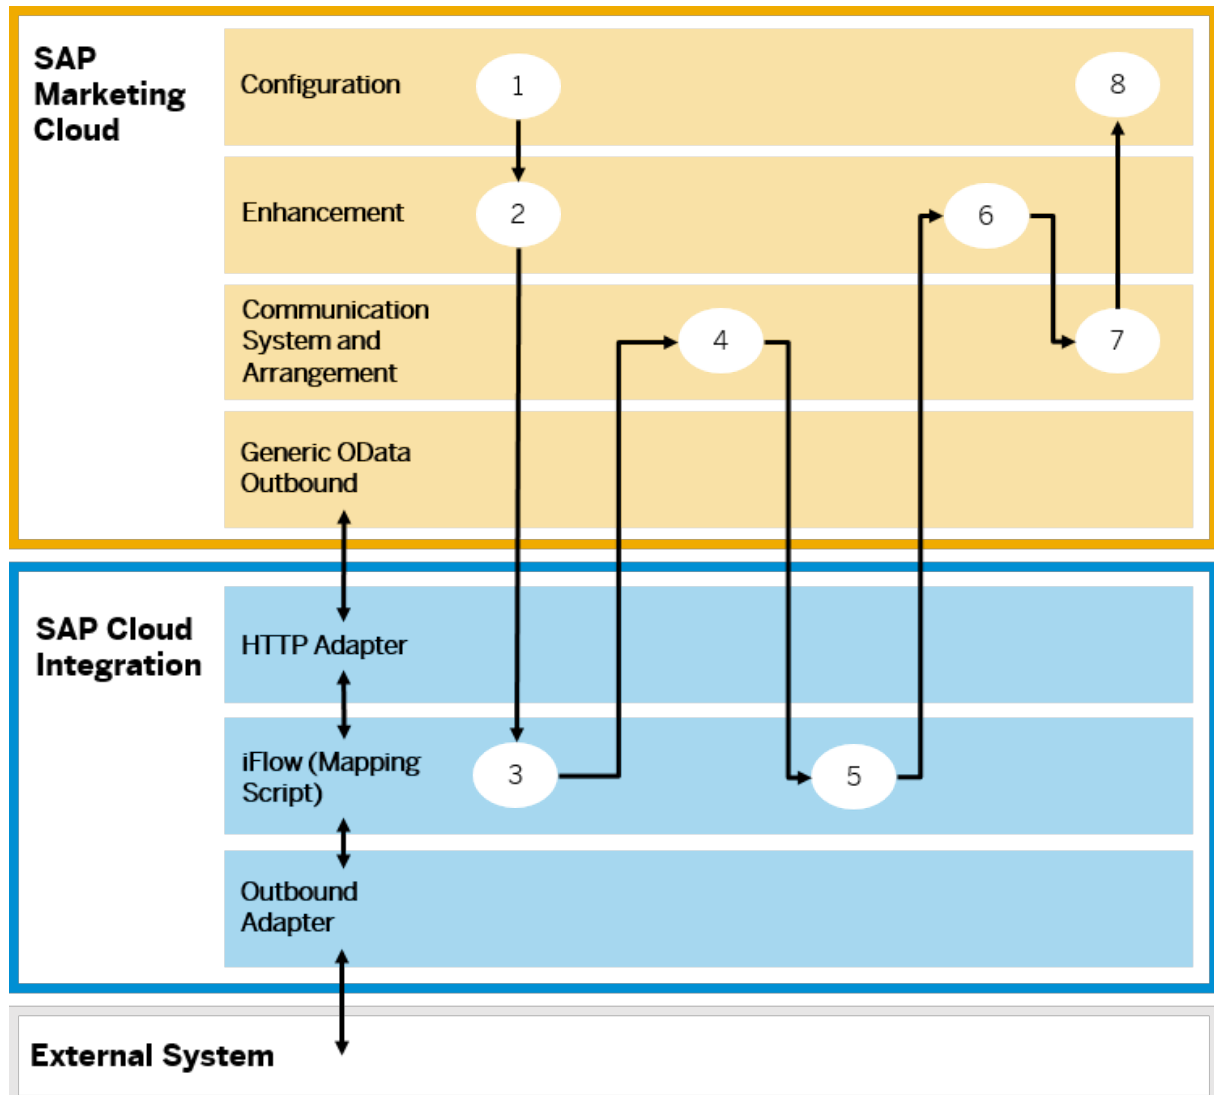 SAP
Marketing
Cloud
Configuration
1
8
Enhancement
2
6
Communication
System and
Arrangement
4
7
Generic OData
Outbound
SAP Cloud
Integration
HTTP Adapter
iFlow (Mapping
Script)
3
5
Outbound
Adapter
External System